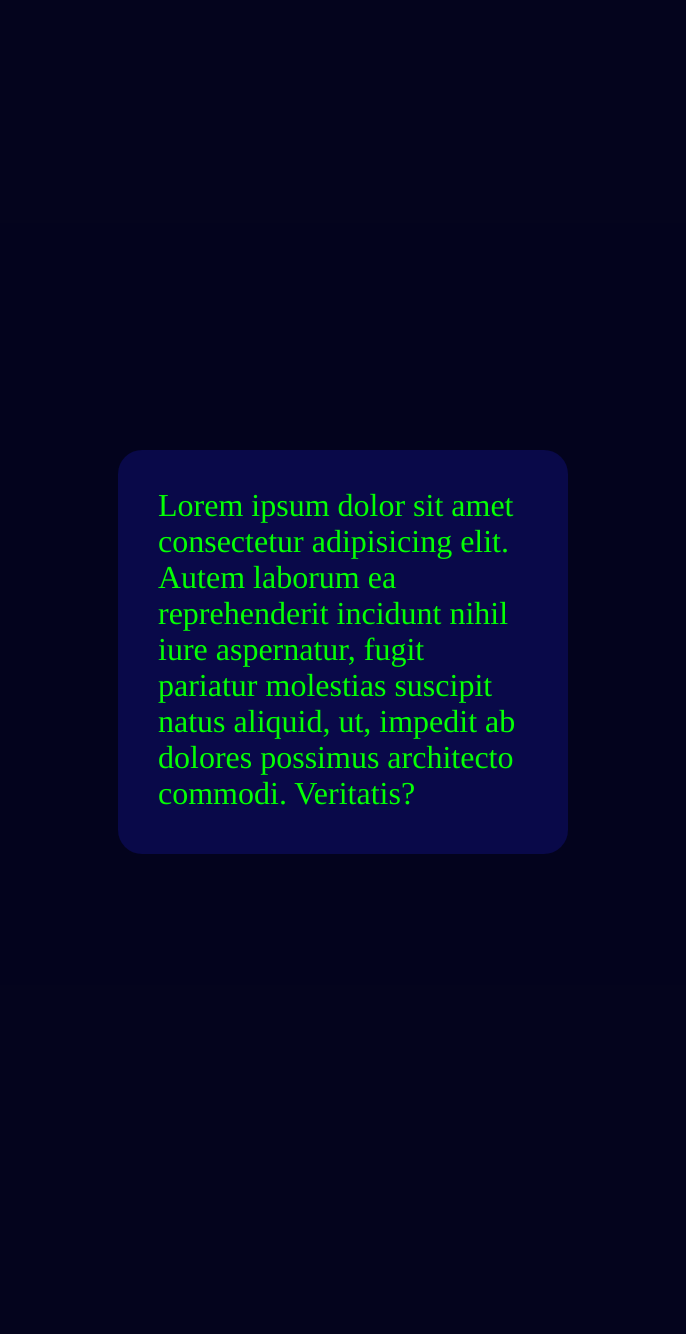 Lorem ipsum dolor sit amet
consectetur adipisicing elit.
Autem laborum ea
reprehenderit incidunt nihil
iure aspernatur, fugit
pariatur molestias suscipit
natus aliquid, ut, impedit ab
dolores possimus architecto
commodi. Veritatis?